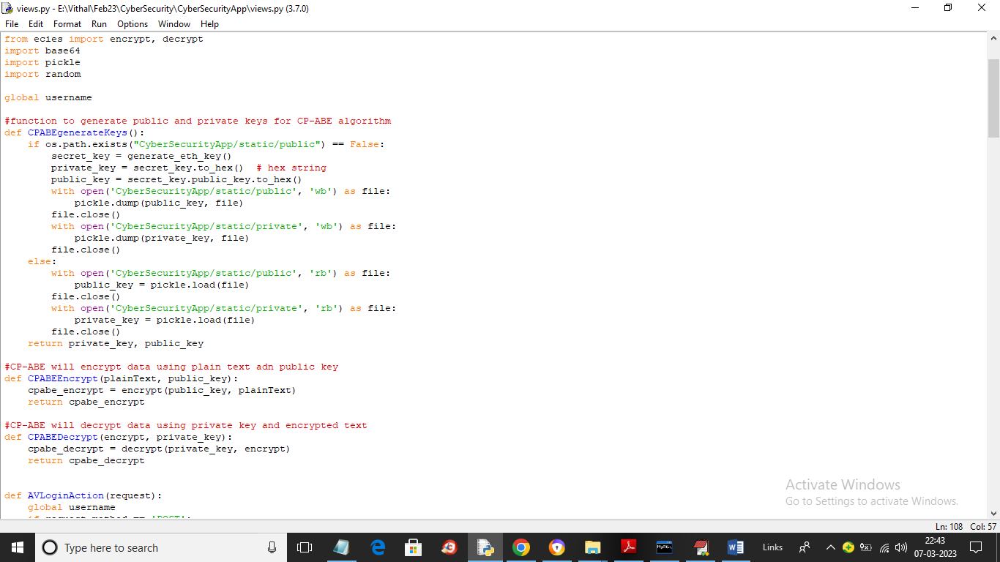 views.py - E:\Vithal\Feb23\CyberSecurity\CyberSecurityApp\views.py (3.7.0)
File Edit Format Run Options Window Help
from ecies import encrypt, decrypt
import base64
import pickle
import random
global username
#function to generate public and private keys for CP-ABE algorithm
def CPABEgenerateKeys():
    if os.path.exists("CyberSecurityApp/static/public") == False:
        secret_key = generate_eth_key()
        private_key = secret_key.to_hex()  # hex string
        public_key = secret_key.public_key.to_hex()
        with open('CyberSecurityApp/static/public', 'wb') as file:
            pickle.dump(public_key, file)
        file.close()
        with open('CyberSecurityApp/static/private', 'wb') as file:
            pickle.dump(private_key, file)
        file.close()
    else:
        with open('CyberSecurityApp/static/public', 'rb') as file:
            public_key = pickle.load(file)
        file.close()
        with open('CyberSecurityApp/static/private', 'rb') as file:
            private_key = pickle.load(file)
        file.close()
    return private_key, public_key
#CP-ABE will encrypt data using plain text adn public key
def CPABEEncrypt(plainText, public_key):
    cpabe_encrypt = encrypt(public_key, plainText)
    return cpabe_encrypt
#CP-ABE will decrypt data using private key and encrypted text
def CPABEDecrypt(encrypt, private_key):
    cpabe_decrypt = decrypt(private_key, encrypt)
    return cpabe_decrypt
def AVLoginAction(request):
    global username
Activate Windows
Go to Settings to activate Windows.
Ln: 108 Col: 57
Type here to search
MySQL
Links
22:43
07-03-2023